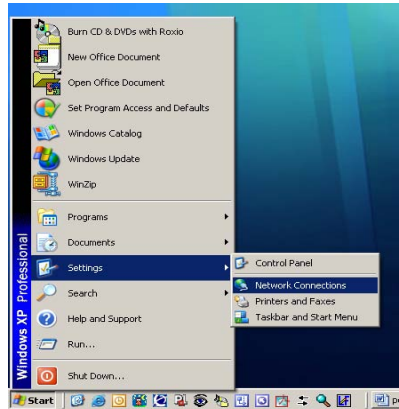 Burn CD & DVDs with Roxio
New Office Document
Open Office Document
Set Program Access and Defaults
Windows Catalog
Windows Update
WinZip
Programs
Documents
Settings
Search
Help and Support
Run...
Shut Down...
Windows XP Professional
Control Panel
Network Connections
Printers and Faxes
Taskbar and Start Menu
Start